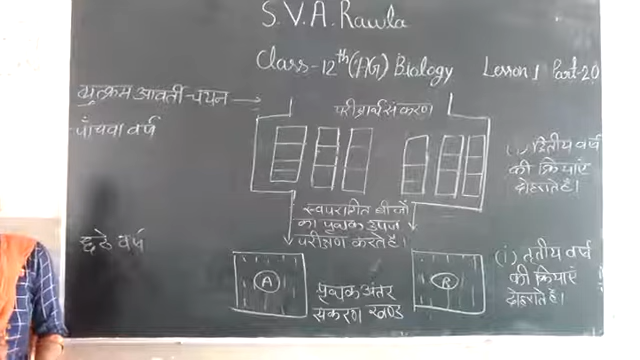 S.V.A. Rawla
Class-12th(AG) Biology Lesson 1 Part-20
व्युत्क्रम आवर्ती-चयन →
परीक्षार्थ संकरण
पाँचवा वर्ष
(i) द्वितीय वर्ष
की क्रियाएं
दोहराते है।
स्वपरागित बीजों
का पृथक उपज
परीक्षण करते है।
छठे वर्ष
(i) तृतीय वर्ष
की क्रियाएं
दोहराते है।
A
B
पृथक अंतर
संकरण खण्ड